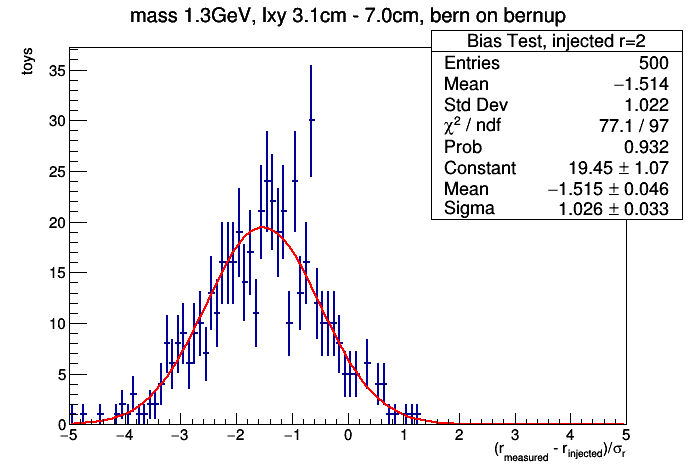 mass 1.3GeV, lxy 3.1cm - 7.0cm, bern on bernup
toys
Bias Test, injected r=2
Entries 500
Mean −1.514
Std Dev 1.022
χ² / ndf 77.1 / 97
Prob 0.932
Constant 19.45 ± 1.07
Mean −1.515 ± 0.046
Sigma 1.026 ± 0.033
35
30
25
20
15
10
5
0
−5 −4 −3 −2 −1 0 1 2 3 4 5
(r_measured - r_injected)/σ_r